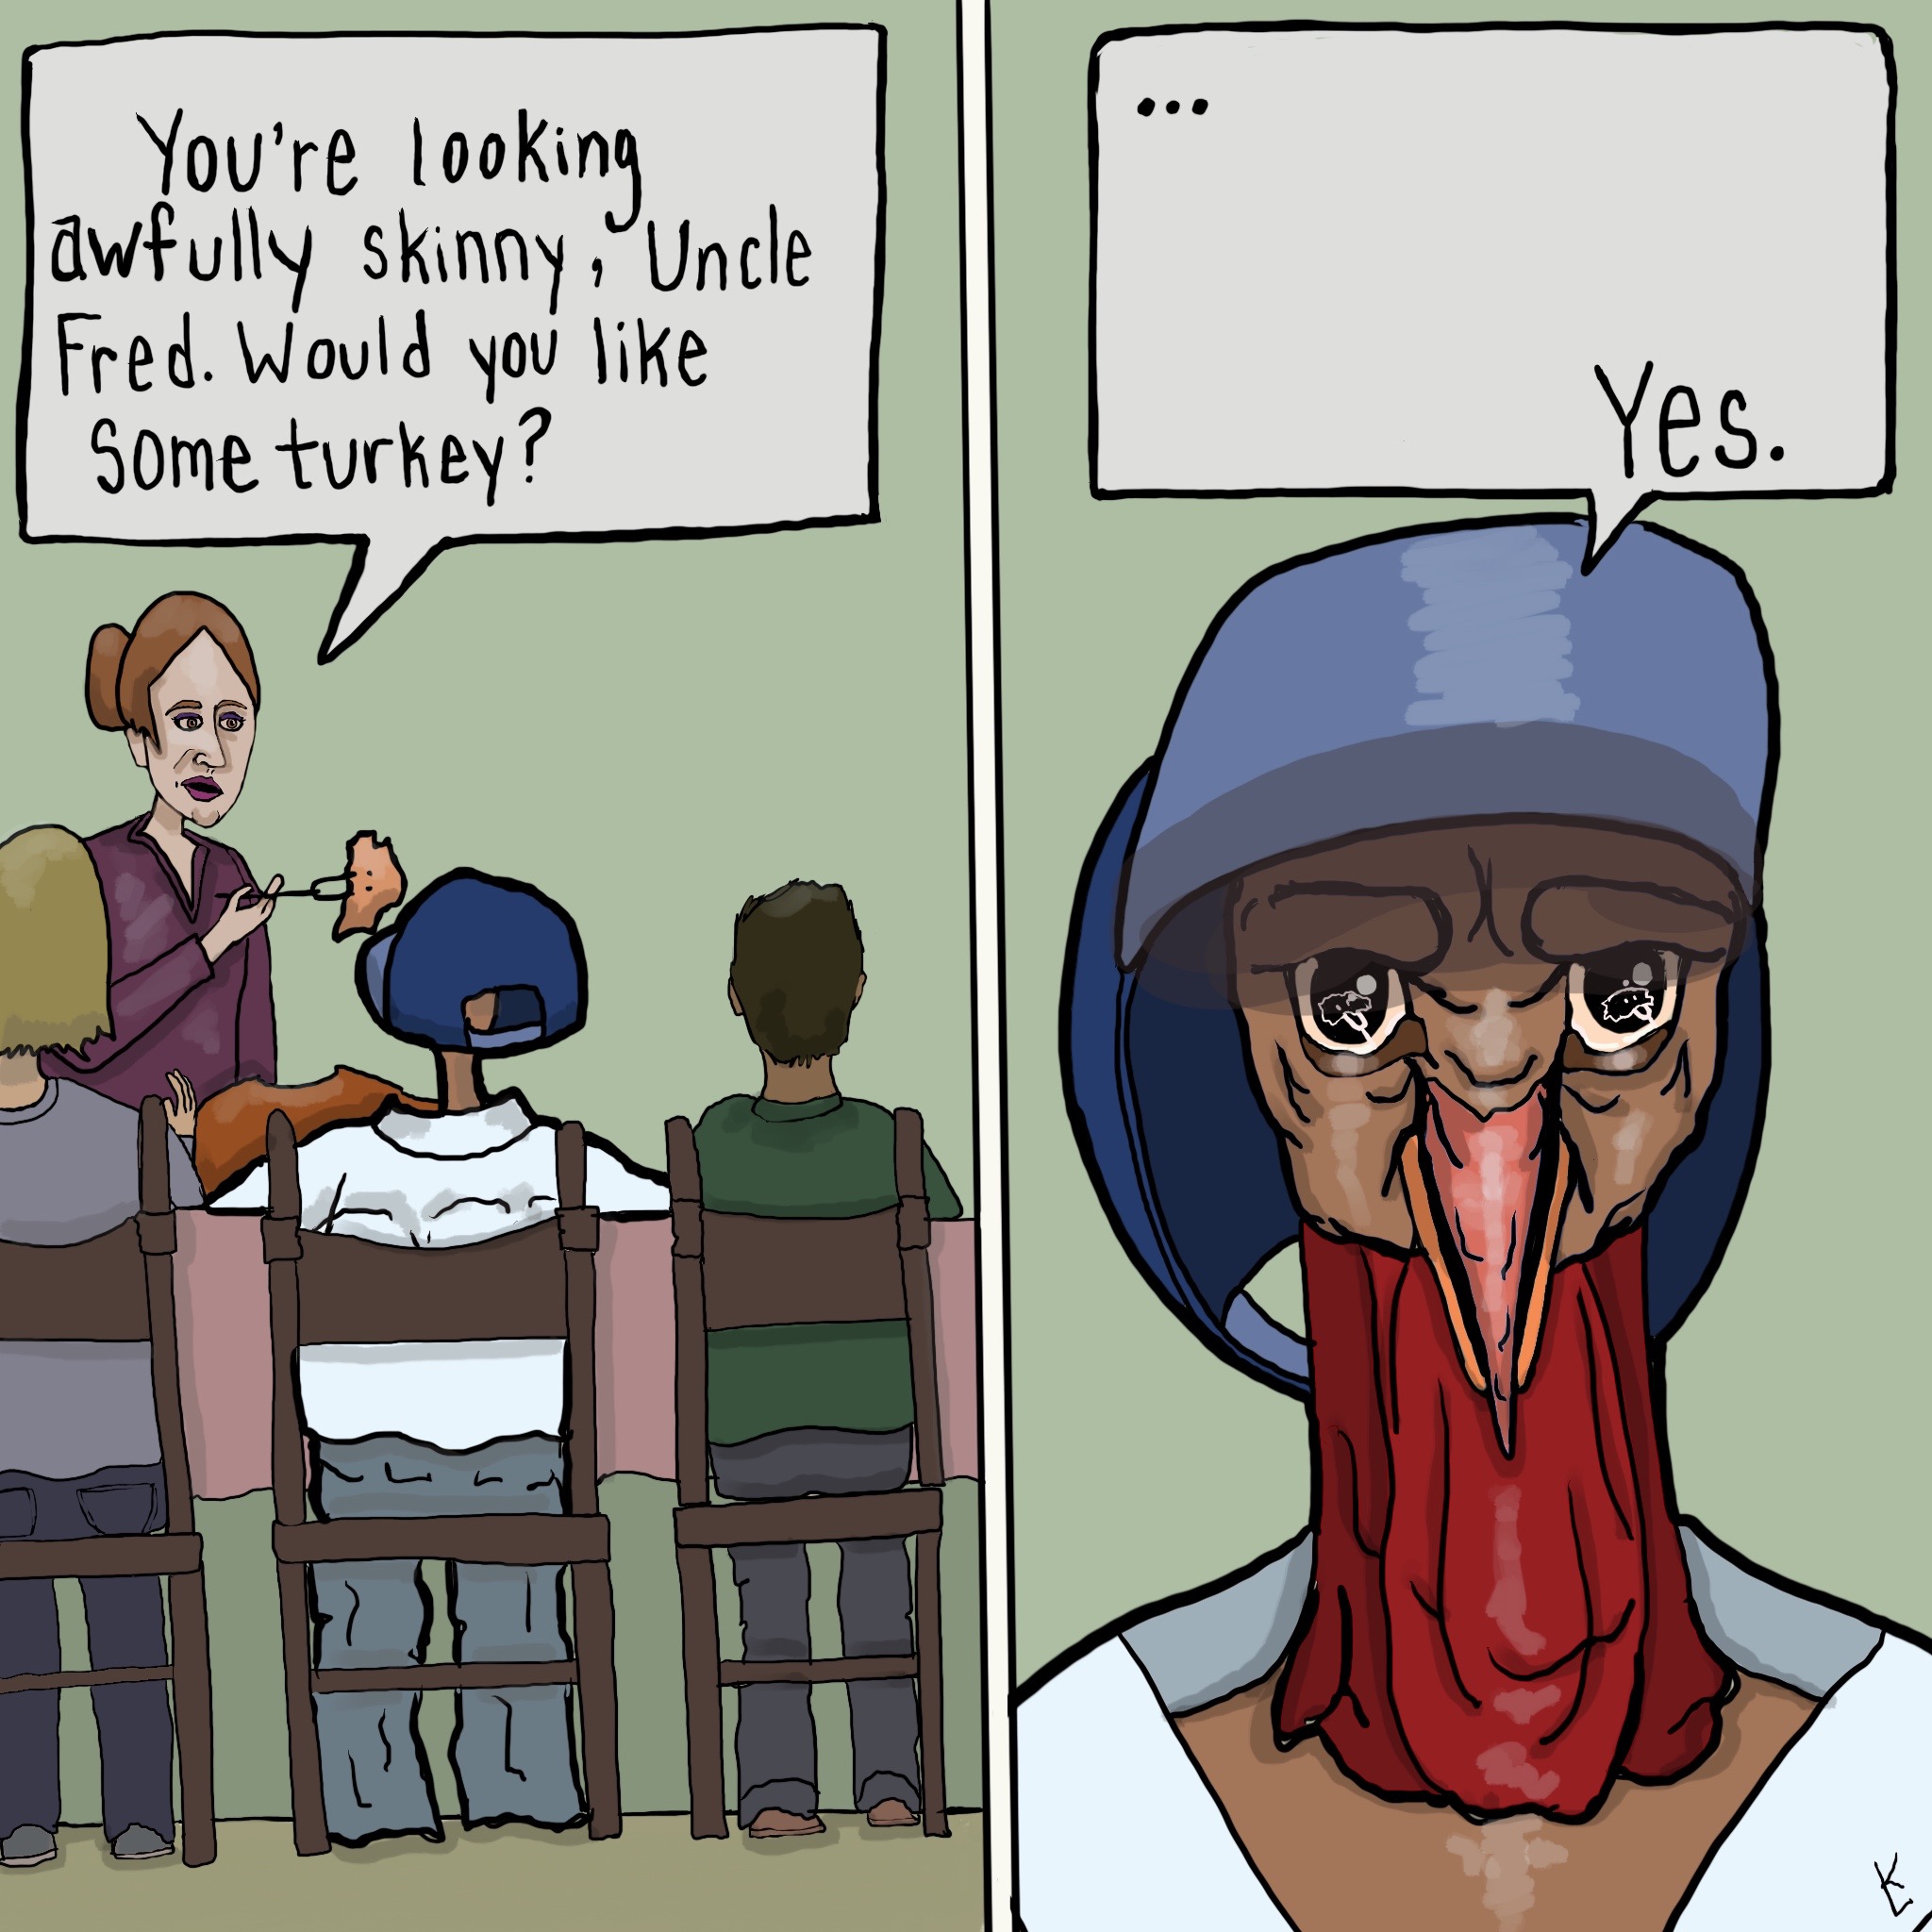 You're looking
awfully skinny, Uncle
Fred. Would you like
some turkey?
...
Yes.
KL